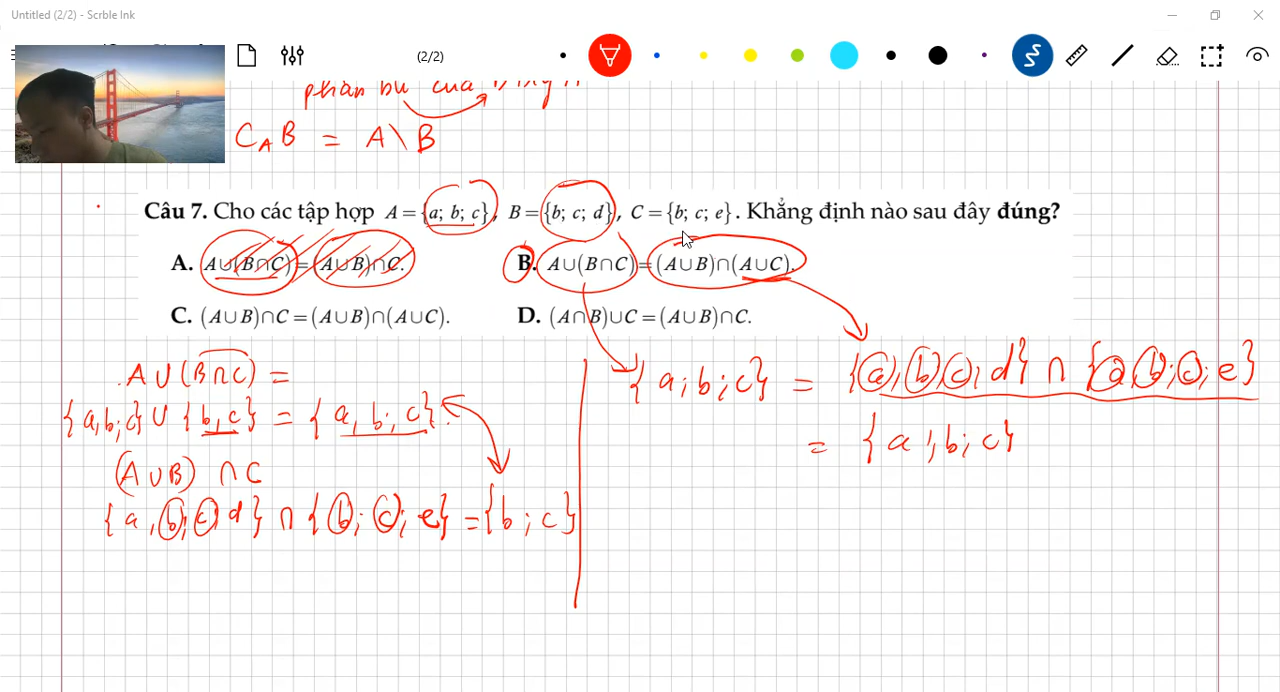 Untitled (2/2) - Scrble Ink
(2/2)
phần bù của
C_A B = A \ B
Câu 7. Cho các tập hợp A = {a; b; c}, B = {b; c; d}, C = {b; c; e}. Khẳng định nào sau đây đúng?
A. A∪(B∩C) = (A∪B)∩C. B. A∪(B∩C) = (A∪B)∩(A∪C).
C. (A∪B)∩C = (A∪B)∩(A∪C). D. (A∩B)∪C = (A∪B)∩C.
A ∪ (B∩C) =
{a,b;c} ∪ {b,c} = {a,b;c}.
(A∪B) ∩ C
{a,b;c;d} ∩ {b;c;e} = {b;c}
{a;b;c} = {a;b;c;d} ∩ {a;b;c;e}
= {a;b;c}